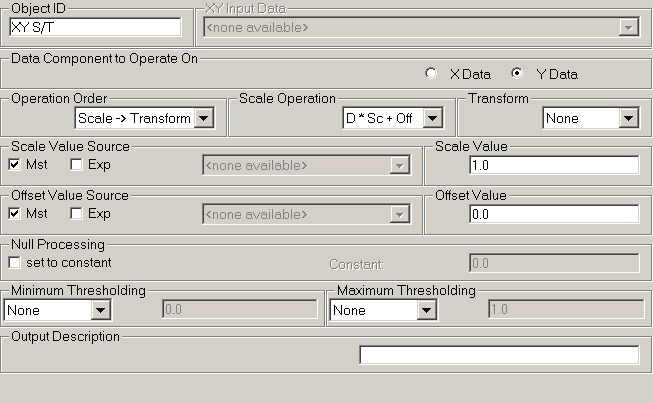 Object ID
XY Input Data
XY S/T
<none available>
Data Component to Operate On
X Data
Y Data
Operation Order
Scale Operation
Transform
Scale -> Transform
D * Sc + Off
None
Scale Value Source
Scale Value
Mst
Exp
<none available>
1.0
Offset Value Source
Offset Value
Mst
Exp
<none available>
0.0
Null Processing
set to constant
Constant:
0.0
Minimum Thresholding
Maximum Thresholding
None
0.0
None
1.0
Output Description